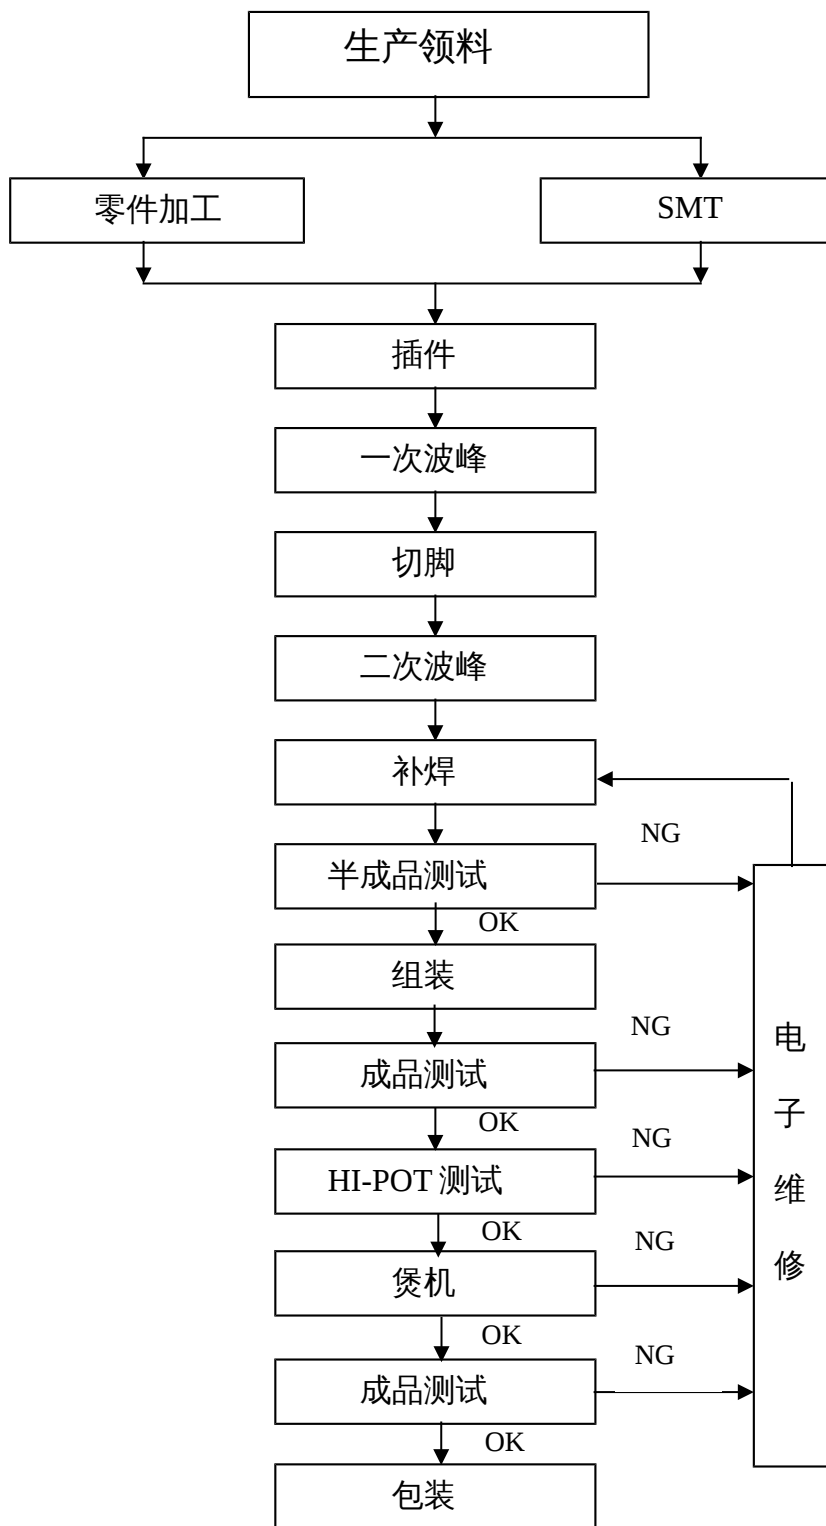 生产领料
零件加工
SMT
插件
一次波峰
切脚
二次波峰
补焊
NG
半成品测试
OK
组装
NG
成品测试
OK
NG
HI-POT 测试
OK
NG
煲机
OK
NG
成品测试
OK
包装
电
子
维
修